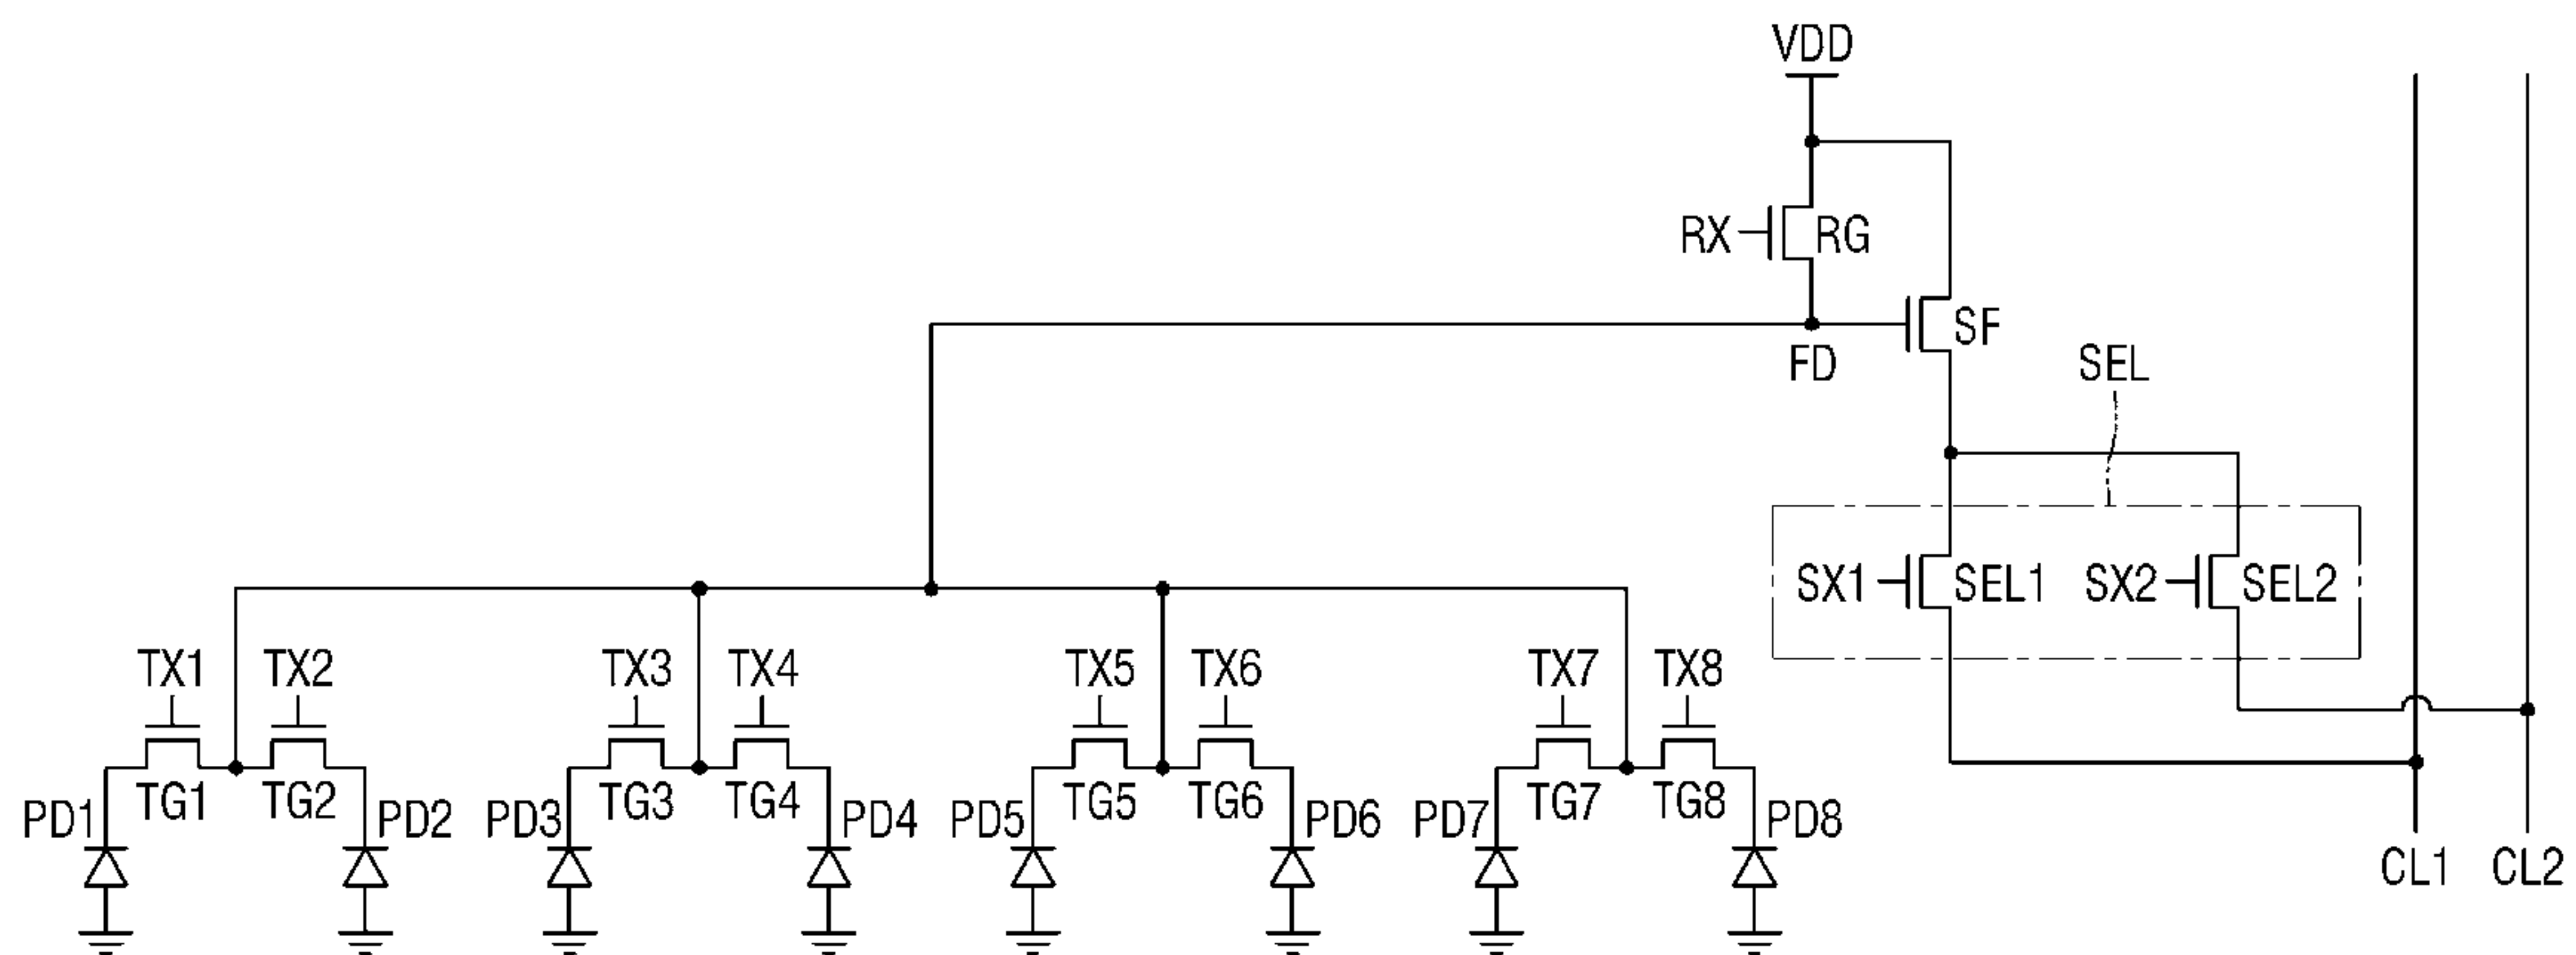 VDD
RX
RG
SF
FD
SEL
SX1
SEL1
SX2
SEL2
TX1
TX2
TX3
TX4
TX5
TX6
TX7
TX8
TG1
TG2
TG3
TG4
TG5
TG6
TG7
TG8
PD1
PD2
PD3
PD4
PD5
PD6
PD7
PD8
CL1
CL2